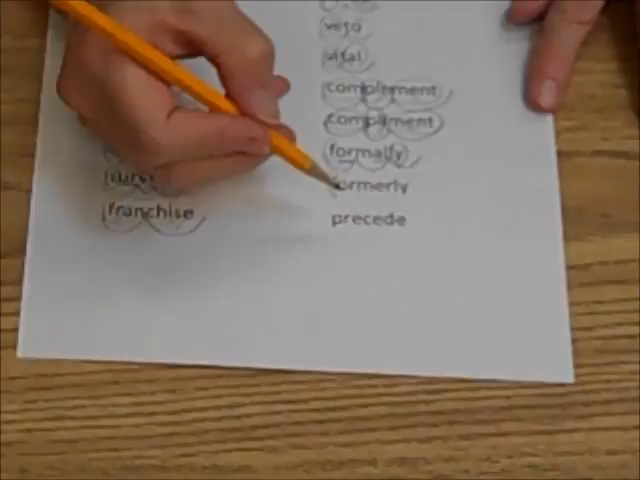 veto
vital
complement
compliment
formally
formerly
precede
franchise